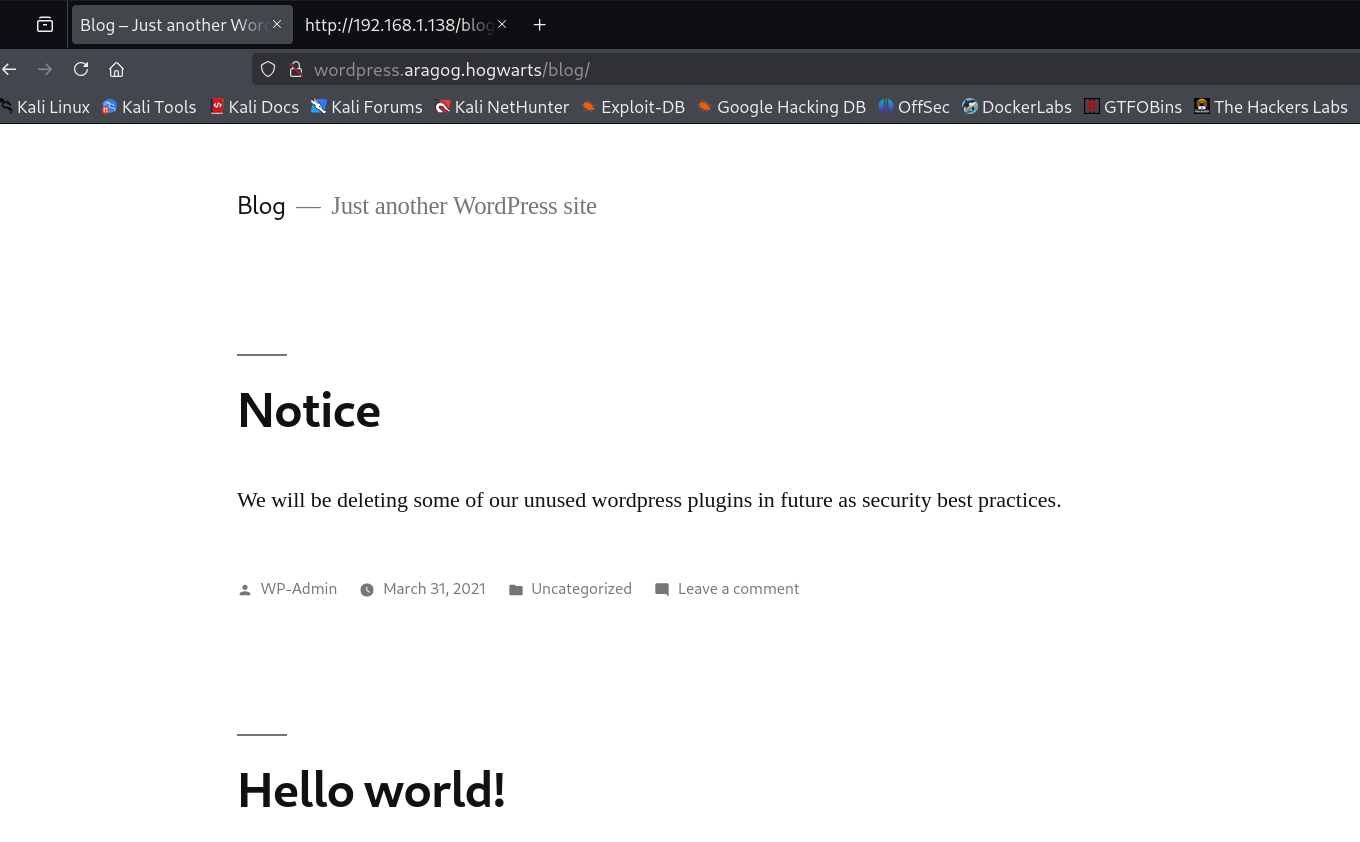 Blog – Just another Wor
http://192.168.1.138/blog
wordpress.aragog.hogwarts/blog/
Kali Linux Kali Tools Kali Docs Kali Forums Kali NetHunter Exploit-DB Google Hacking DB OffSec DockerLabs GTFOBins The Hackers Labs
Blog — Just another WordPress site
Notice
We will be deleting some of our unused wordpress plugins in future as security best practices.
WP-Admin March 31, 2021 Uncategorized Leave a comment
Hello world!